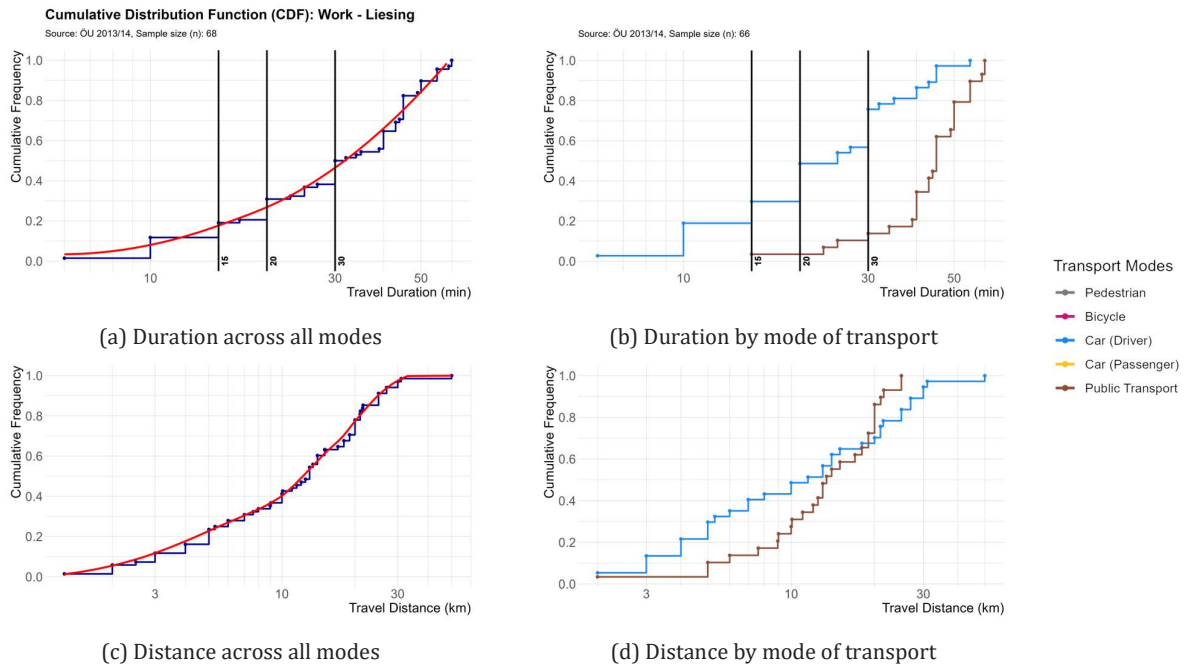 Cumulative Distribution Function (CDF): Work - Liesing
Source: ÖU 2013/14, Sample size (n): 68
Cumulative Frequency
1.0
0.8
0.6
0.4
0.2
0.0
15
20
30
10
30
50
Travel Duration (min)
(a) Duration across all modes
Source: ÖU 2013/14, Sample size (n): 66
Cumulative Frequency
1.0
0.8
0.6
0.4
0.2
0.0
15
20
30
10
30
50
Travel Duration (min)
(b) Duration by mode of transport
Transport Modes
Pedestrian
Bicycle
Car (Driver)
Car (Passenger)
Public Transport
Cumulative Frequency
1.0
0.8
0.6
0.4
0.2
0.0
3
10
30
Travel Distance (km)
(c) Distance across all modes
Cumulative Frequency
1.0
0.8
0.6
0.4
0.2
0.0
3
10
30
Travel Distance (km)
(d) Distance by mode of transport